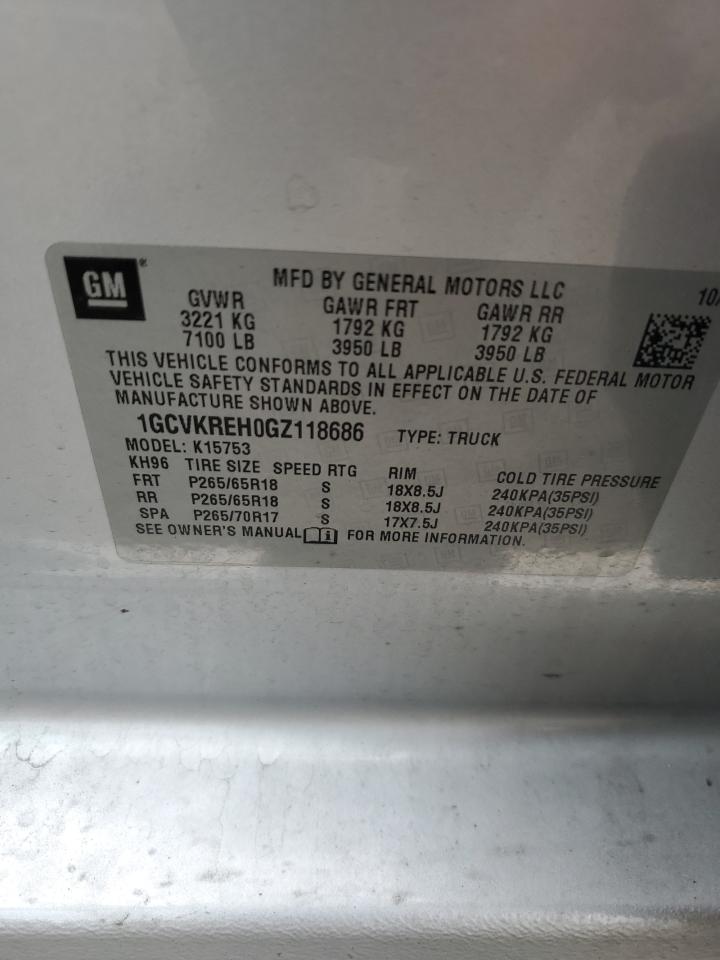 GM®
MFD BY GENERAL MOTORS LLC
10/
GVWR GAWR FRT GAWR RR
3221 KG 1792 KG 1792 KG
7100 LB 3950 LB 3950 LB
THIS VEHICLE CONFORMS TO ALL APPLICABLE U.S. FEDERAL MOTOR
VEHICLE SAFETY STANDARDS IN EFFECT ON THE DATE OF
MANUFACTURE SHOWN ABOVE.
1GCVKREH0GZ118686 TYPE: TRUCK
MODEL: K15753
KH96 TIRE SIZE SPEED RTG RIM COLD TIRE PRESSURE
FRT P265/65R18 S 18X8.5J 240KPA(35PSI)
RR P265/65R18 S 18X8.5J 240KPA(35PSI)
SPA P265/70R17 S 17X7.5J 240KPA(35PSI)
SEE OWNER'S MANUAL FOR MORE INFORMATION.